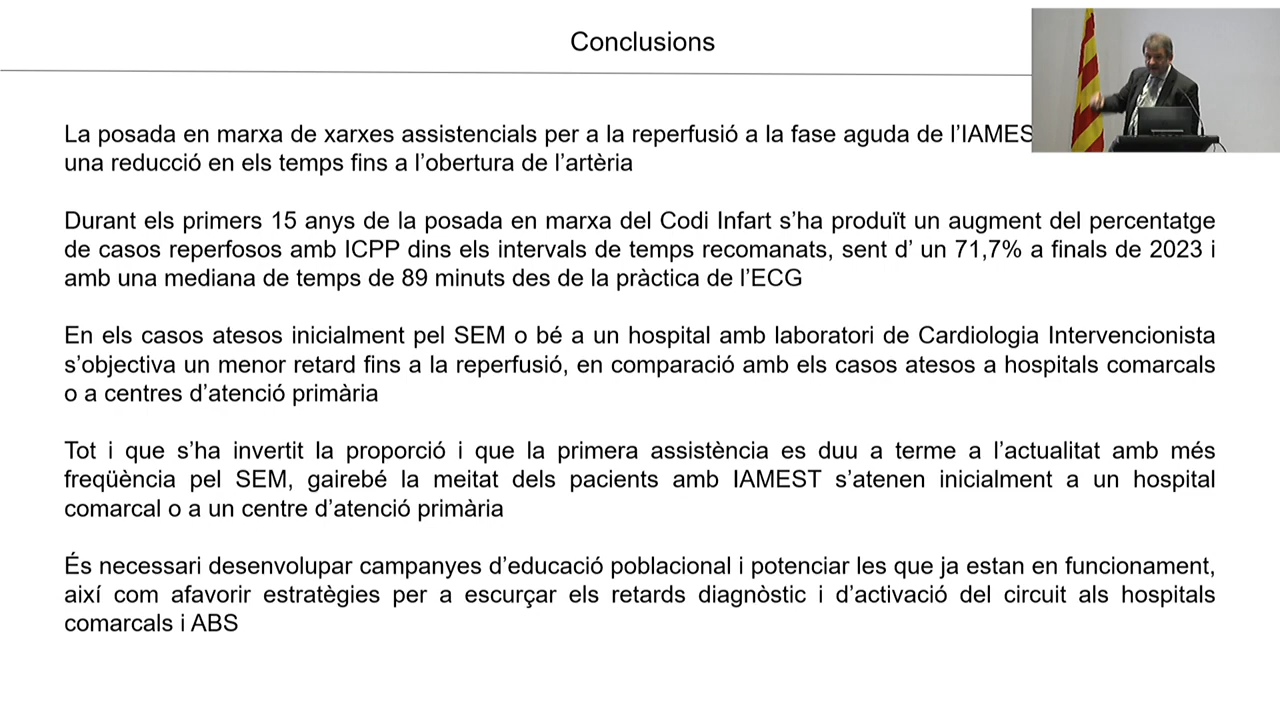 Conclusions
La posada en marxa de xarxes assistencials per a la reperfusió a la fase aguda de l’IAMES
una reducció en els temps fins a l’obertura de l’artèria
Durant els primers 15 anys de la posada en marxa del Codi Infart s’ha produït un augment del percentatge
de casos reperfosos amb ICPP dins els intervals de temps recomanats, sent d’ un 71,7% a finals de 2023 i
amb una mediana de temps de 89 minuts des de la pràctica de l’ECG
En els casos atesos inicialment pel SEM o bé a un hospital amb laboratori de Cardiologia Intervencionista
s’objectiva un menor retard fins a la reperfusió, en comparació amb els casos atesos a hospitals comarcals
o a centres d’atenció primària
Tot i que s’ha invertit la proporció i que la primera assistència es duu a terme a l’actualitat amb més
freqüència pel SEM, gairebé la meitat dels pacients amb IAMEST s’atenen inicialment a un hospital
comarcal o a un centre d’atenció primària
És necessari desenvolupar campanyes d’educació poblacional i potenciar les que ja estan en funcionament,
així com afavorir estratègies per a escurçar els retards diagnòstic i d’activació del circuit als hospitals
comarcals i ABS